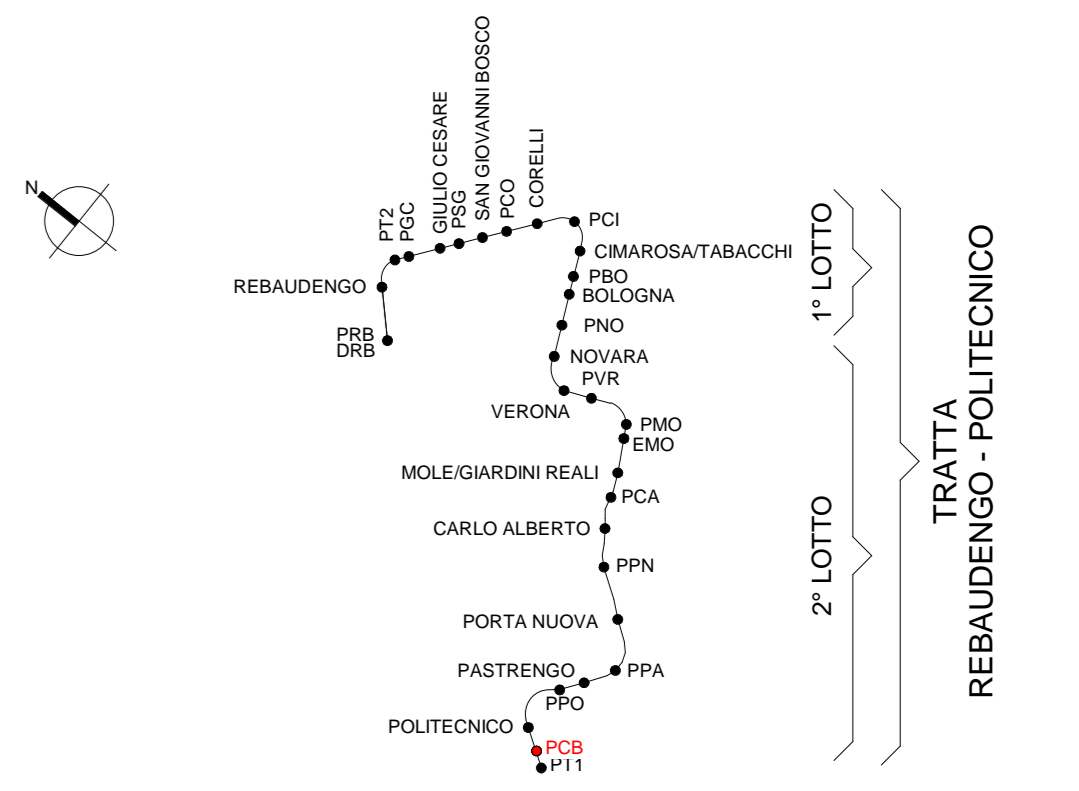 N
PT2
PGC
GIULIO CESARE
PSG
SAN GIOVANNI BOSCO
PCO
CORELLI
PCI
CIMAROSA/TABACCHI
REBAUDENGO
PBO
BOLOGNA
PRB
DRB
PNO
NOVARA
PVR
VERONA
PMO
EMO
MOLE/GIARDINI REALI
PCA
CARLO ALBERTO
PPN
PORTA NUOVA
PASTRENGO
PPA
PPO
POLITECNICO
PCB
PT1
1° LOTTO
2° LOTTO
TRATTA
REBAUDENGO - POLITECNICO